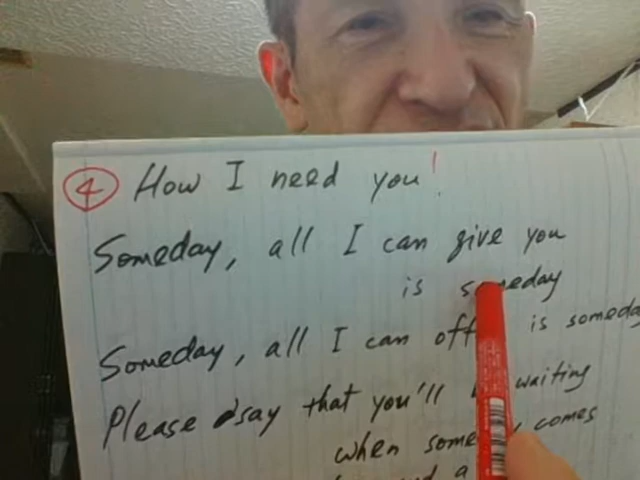 ④ How I need you!
Someday, all I can give you
is someday
Someday, all I can off is someda
Please say that you'll waiting
when some comes